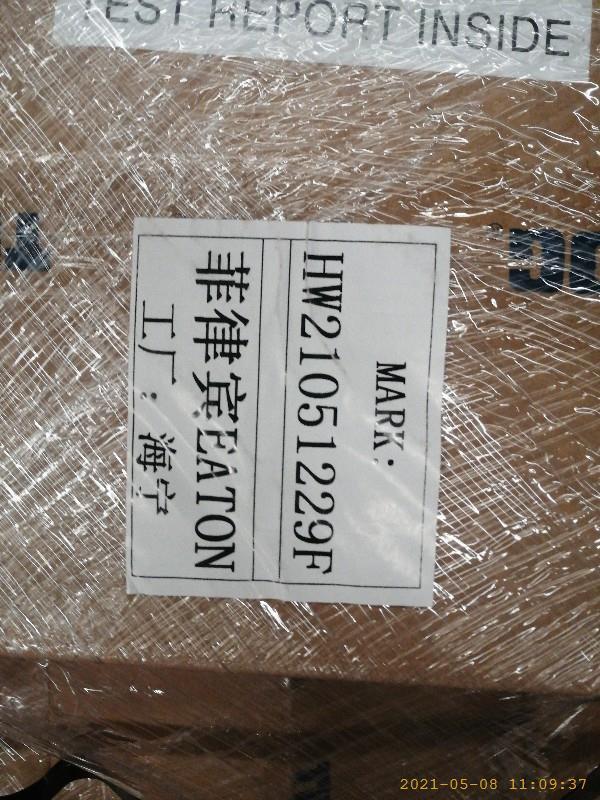 TEST REPORT INSIDE
MARK:
HW21051229F
菲律宾EATON
工厂：海宁
2021-05-08 11:09:37